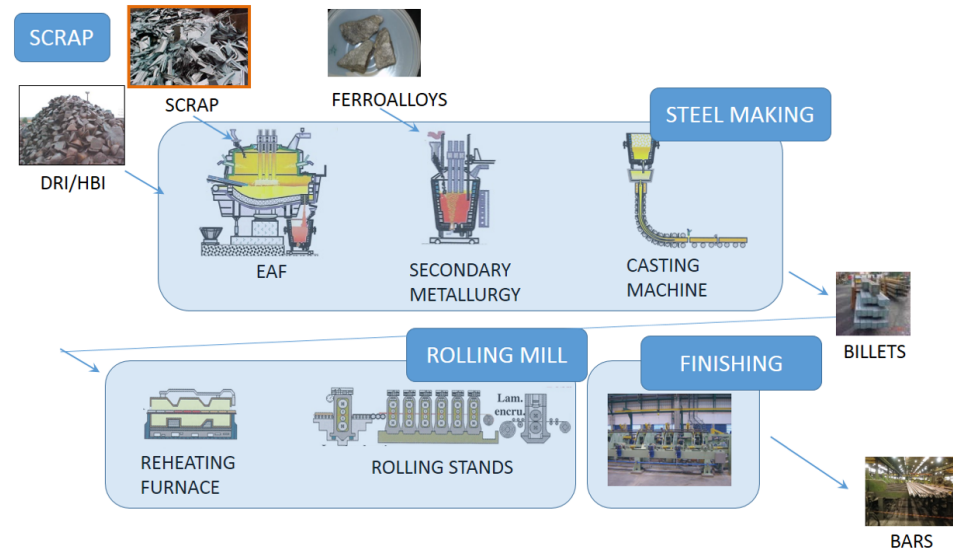 SCRAP
SCRAP
FERROALLOYS
STEEL MAKING
DRI/HBI
EAF
SECONDARY
METALLURGY
CASTING
MACHINE
BILLETS
ROLLING MILL
FINISHING
Lam.
encru.
REHEATING
FURNACE
ROLLING STANDS
BARS